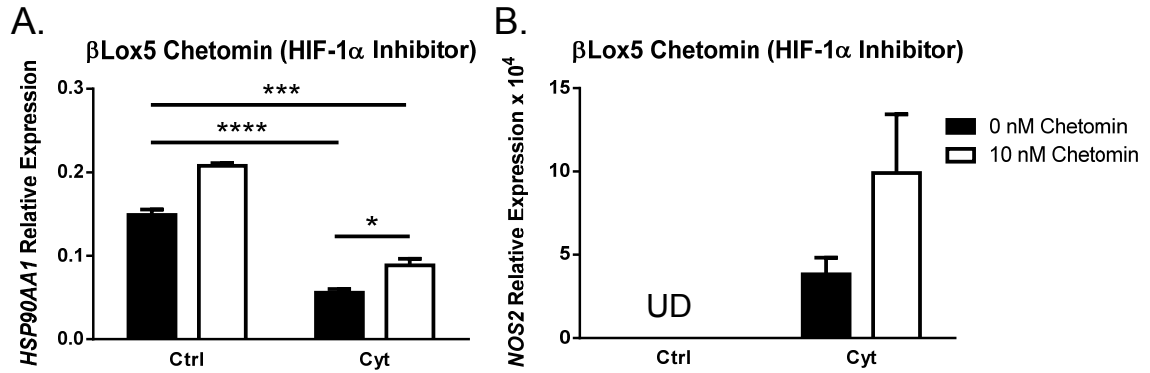 A.
βLox5 Chetomin (HIF-1α Inhibitor)
HSP90AA1 Relative Expression
0.3
0.2
0.1
0.0
***
****
*
Ctrl
Cyt
B.
βLox5 Chetomin (HIF-1α Inhibitor)
NOS2 Relative Expression x 10⁴
15
10
5
0
UD
Ctrl
Cyt
0 nM Chetomin
10 nM Chetomin